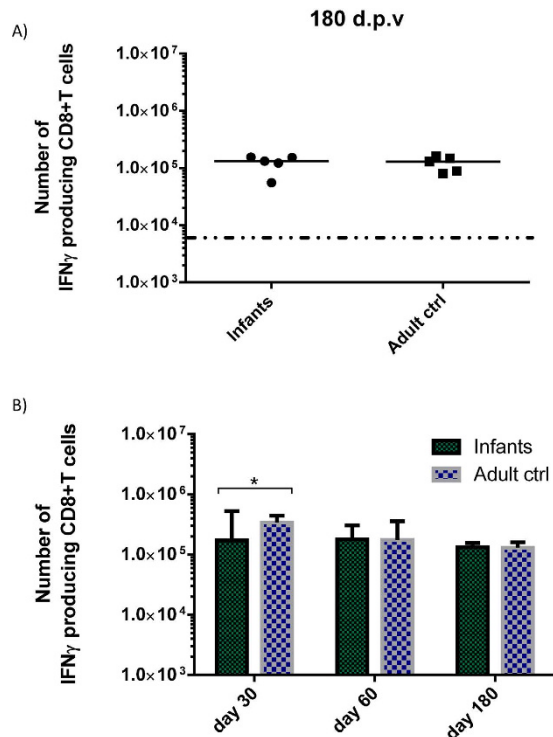 A)
180 d.p.v
Number of
IFNγ producing CD8+T cells
1.0×10⁷
1.0×10⁶
1.0×10⁵
1.0×10⁴
1.0×10³
Infants
Adult ctrl
B)
Number of
IFNγ producing CD8+T cells
1.0×10⁷
1.0×10⁶
1.0×10⁵
1.0×10⁴
1.0×10³
Infants
Adult ctrl
*
day 30
day 60
day 180